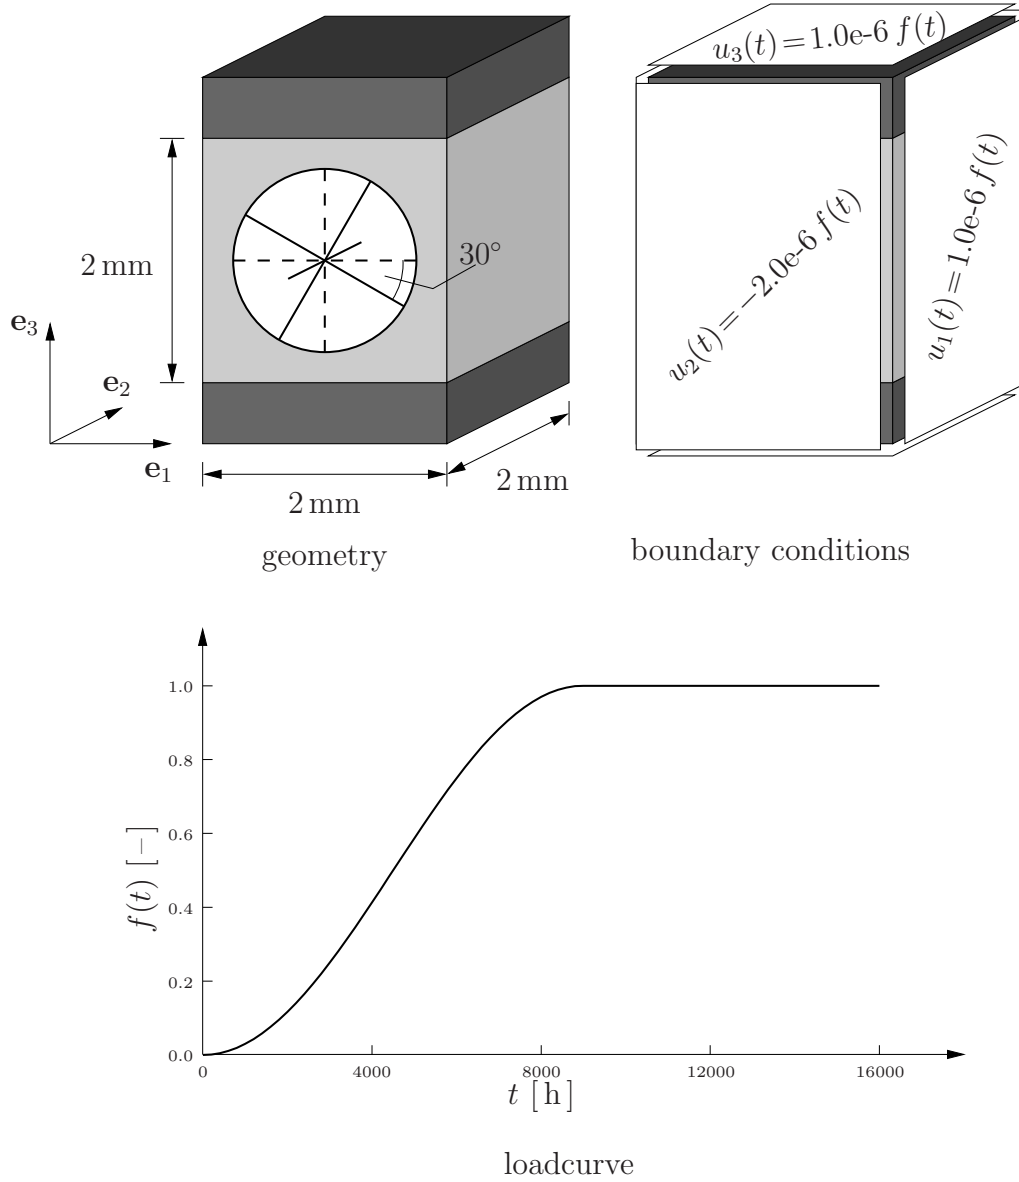 u₃(t) = 1.0e-6 f(t)
2 mm
30°
e₃
e₂
e₁
2 mm
2 mm
u₂(t) = −2.0e-6 f(t)
u₁(t) = 1.0e-6 f(t)
geometry
boundary conditions
f(t) [−]
1.0
0.8
0.6
0.4
0.2
0.0
0 4000 8000 12000 16000
t [h]
loadcurve